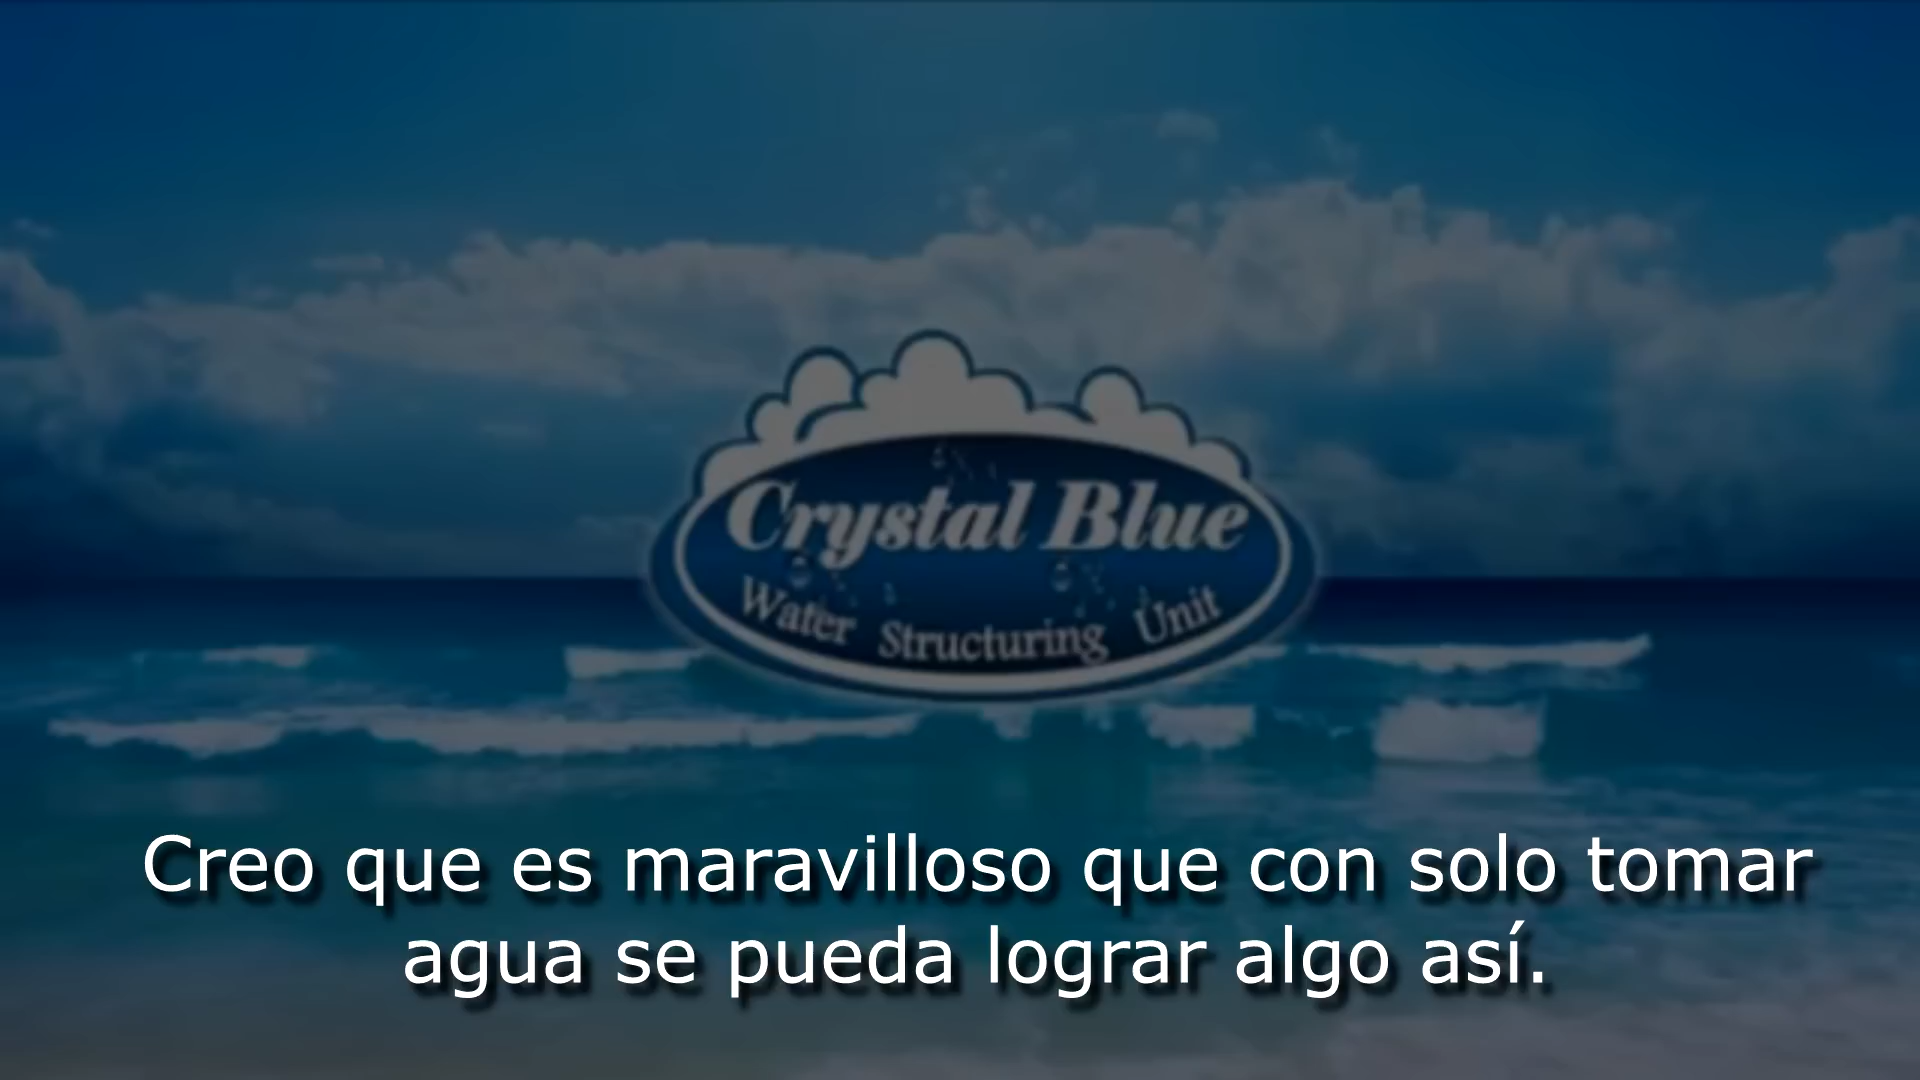 Crystal Blue
Water Structuring Unit
Creo que es maravilloso que con solo tomar
agua se pueda lograr algo así.